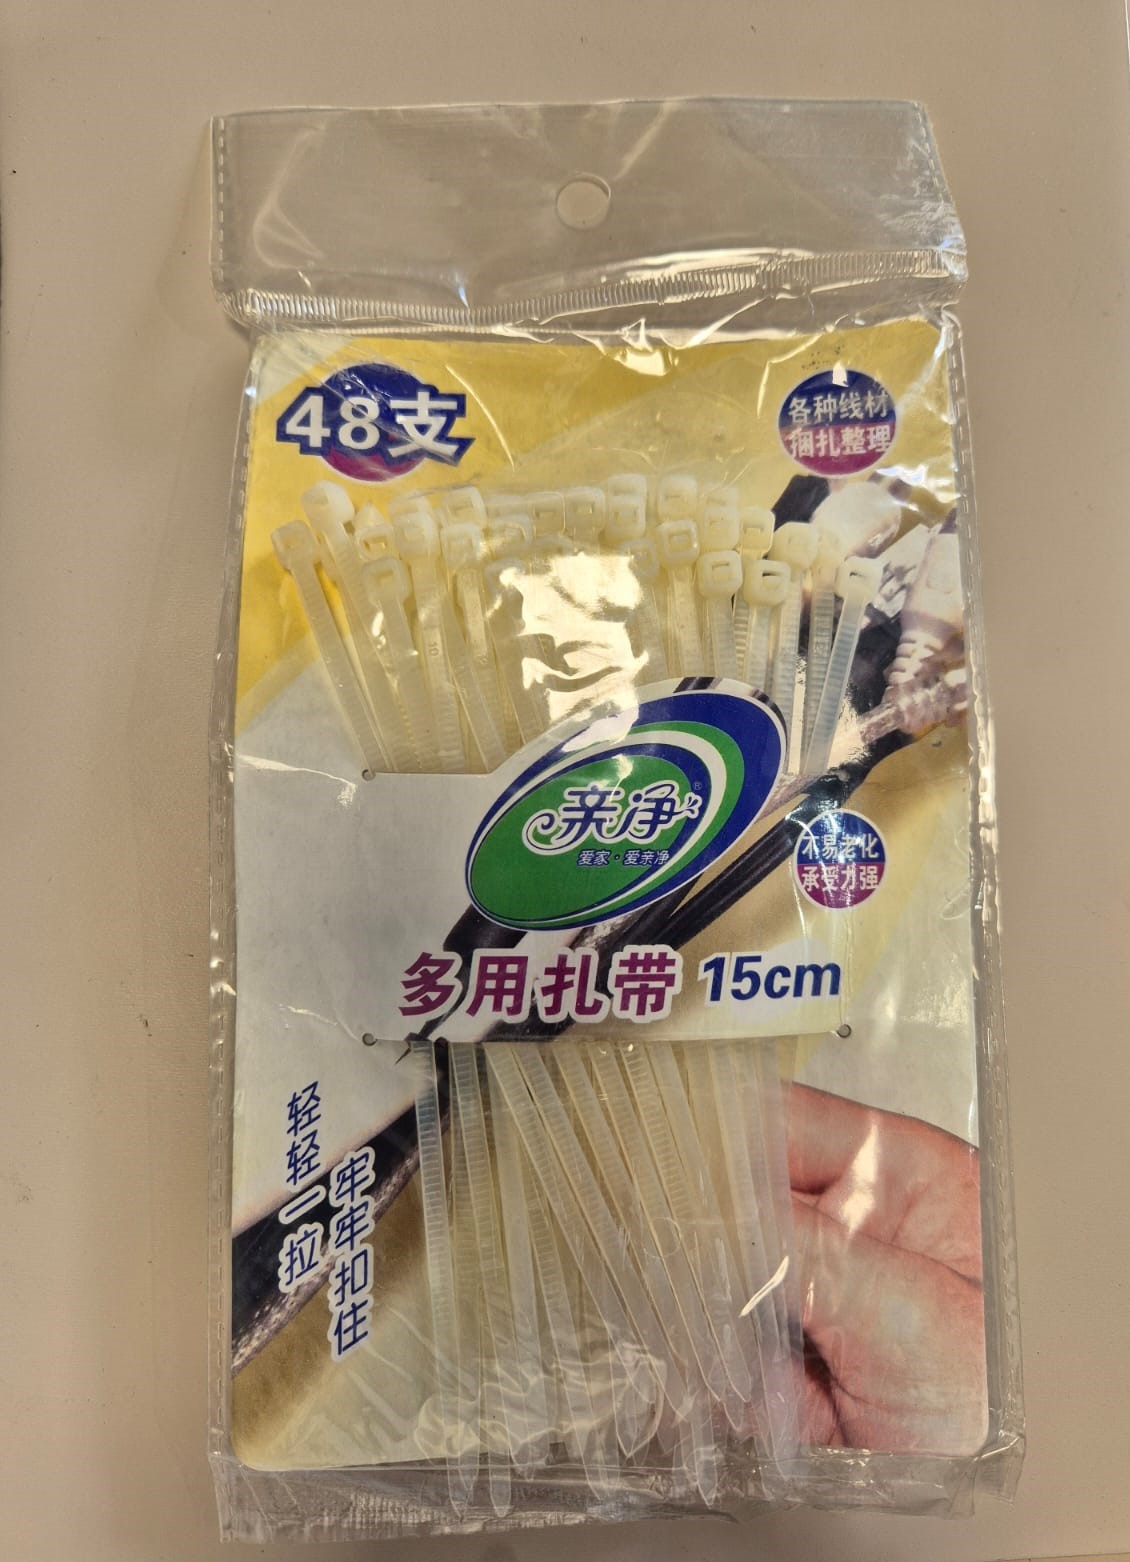 48支
各种线材
捆扎整理
亲净®
爱家·爱亲净
不易老化
承受力强
多用扎带 15cm
轻轻一拉
牢牢扣住